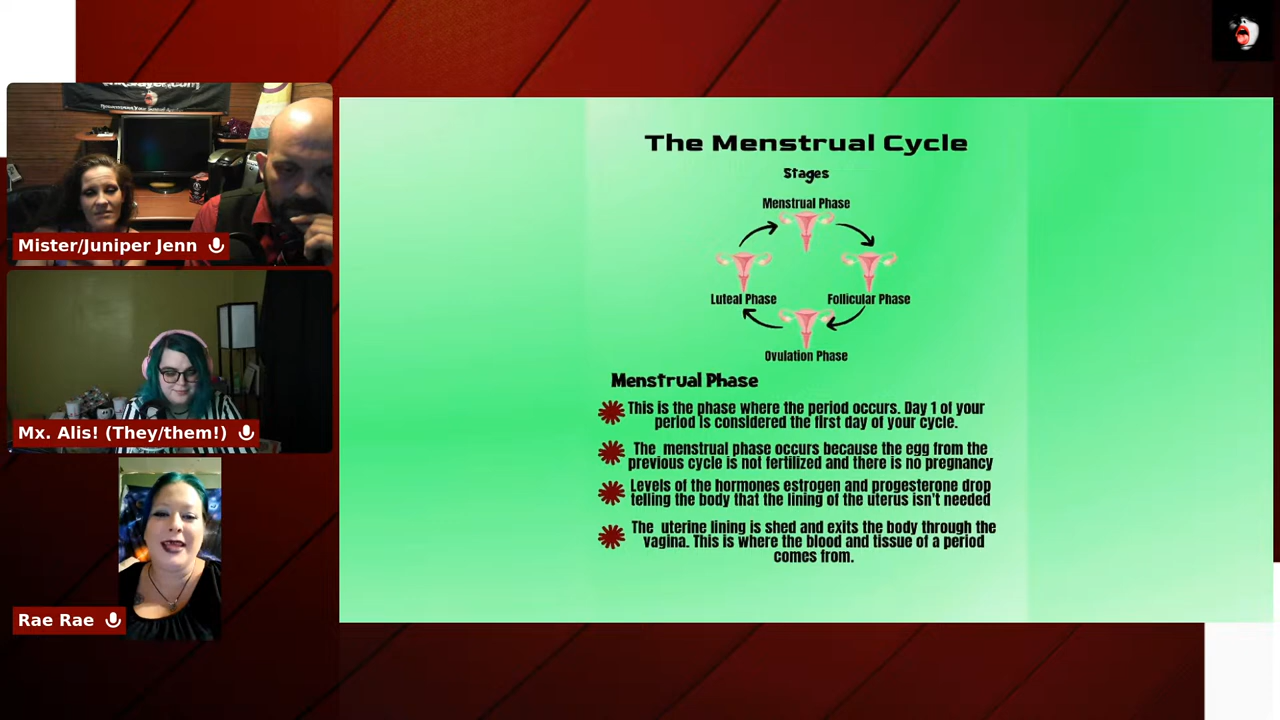 Mister/Juniper Jenn
Mx. Alis! (They/them!)
Rae Rae
The Menstrual Cycle
Stages
Menstrual Phase
Luteal Phase
Follicular Phase
Ovulation Phase
Menstrual Phase
This is the phase where the period occurs. Day 1 of your
period is considered the first day of your cycle.
The menstrual phase occurs because the egg from the
previous cycle is not fertilized and there is no pregnancy
Levels of the hormones estrogen and progesterone drop
telling the body that the lining of the uterus isn't needed
The uterine lining is shed and exits the body through the
vagina. This is where the blood and tissue of a period
comes from.